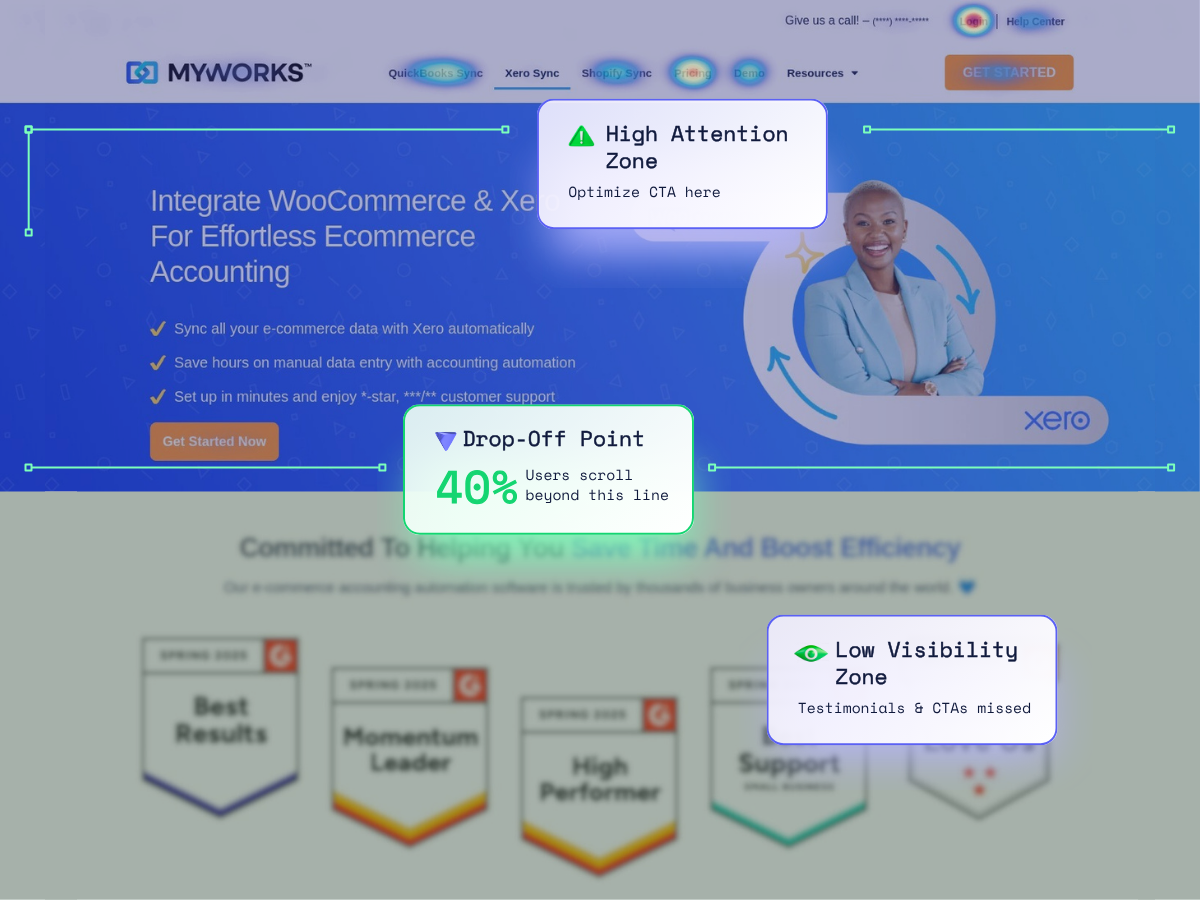 Give us a call! – (****) ****-*****
Login
Help Center
MYWORKS™
QuickBooks Sync
Xero Sync
Shopify Sync
Pricing
Demo
Resources
GET STARTED
High Attention
Zone
Optimize CTA here
Integrate WooCommerce & Xero
For Effortless Ecommerce
Accounting
Sync all your e-commerce data with Xero automatically
Save hours on manual data entry with accounting automation
Set up in minutes and enjoy *-star, ***/** customer support
Get Started Now
xero
Drop-Off Point
40%
Users scroll
beyond this line
Committed To Helping You Save Time And Boost Efficiency
Our e-commerce accounting automation software is trusted by thousands of business owners around the world.
Low Visibility
Zone
Testimonials & CTAs missed
SPRING 2025
Best
Results
SPRING 2025
Momentum
Leader
SPRING 2025
High
Performer
Support
SMALL BUSINESS
Love Us